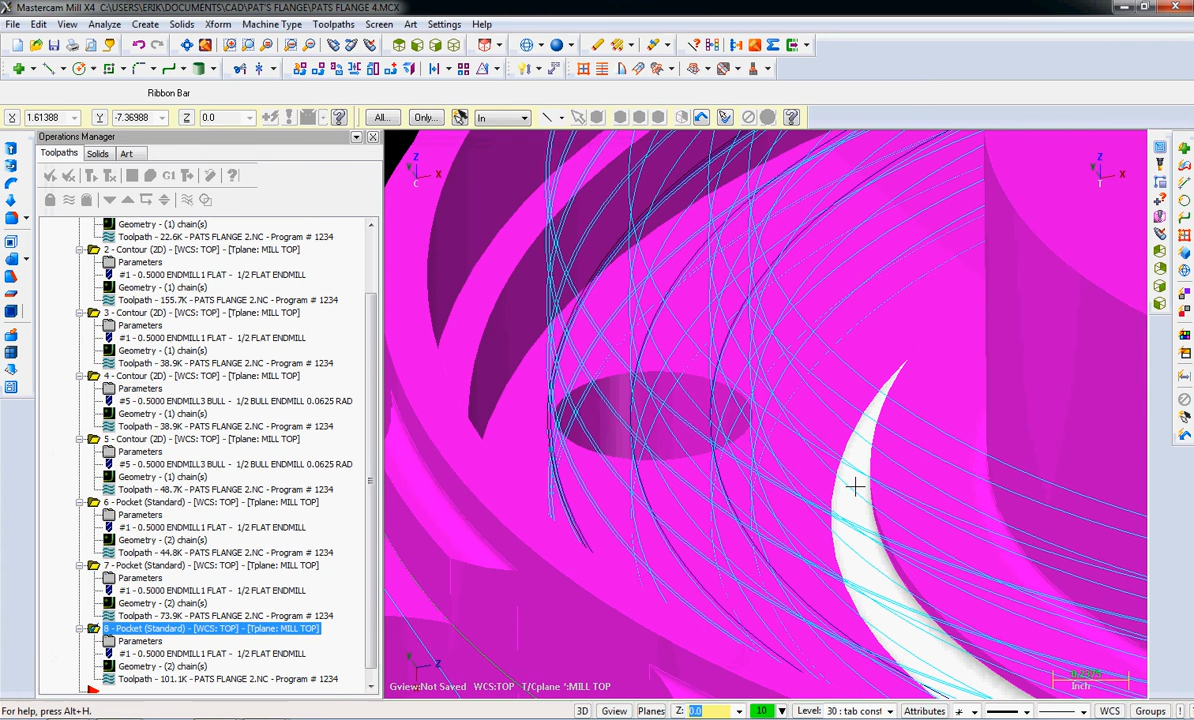 Mastercam Mill X4 C:\USERS\ERIK\DOCUMENTS\CAD\PAT'S FLANGE\PATS FLANGE 4.MCX
File Edit View Analyze Create Solids Xform Machine Type Toolpaths Screen Art Settings Help
Ribbon Bar
X 1.61388 Y -7.36988 Z 0.0 All... Only... In
Operations Manager
Toolpaths Solids Art
G1
Geometry - (1) chain(s)
Toolpath - 22.6K - PATS FLANGE 2.NC - Program # 1234
2 - Contour (2D) - [WCS: TOP] - [Tplane: MILL TOP]
Parameters
#1 - 0.5000 ENDMILL1 FLAT - 1/2 FLAT ENDMILL
Geometry - (1) chain(s)
Toolpath - 155.7K - PATS FLANGE 2.NC - Program # 1234
3 - Contour (2D) - [WCS: TOP] - [Tplane: MILL TOP]
Parameters
#1 - 0.5000 ENDMILL1 FLAT - 1/2 FLAT ENDMILL
Geometry - (1) chain(s)
Toolpath - 38.9K - PATS FLANGE 2.NC - Program # 1234
4 - Contour (2D) - [WCS: TOP] - [Tplane: MILL TOP]
Parameters
#5 - 0.5000 ENDMILL3 BULL - 1/2 BULL ENDMILL 0.0625 RAD
Geometry - (1) chain(s)
Toolpath - 38.9K - PATS FLANGE 2.NC - Program # 1234
5 - Contour (2D) - [WCS: TOP] - [Tplane: MILL TOP]
Parameters
#5 - 0.5000 ENDMILL3 BULL - 1/2 BULL ENDMILL 0.0625 RAD
Geometry - (1) chain(s)
Toolpath - 48.7K - PATS FLANGE 2.NC - Program # 1234
6 - Pocket (Standard) - [WCS: TOP] - [Tplane: MILL TOP]
Parameters
#1 - 0.5000 ENDMILL1 FLAT - 1/2 FLAT ENDMILL
Geometry - (2) chain(s)
Toolpath - 44.8K - PATS FLANGE 2.NC - Program # 1234
7 - Pocket (Standard) - [WCS: TOP] - [Tplane: MILL TOP]
Parameters
#1 - 0.5000 ENDMILL1 FLAT - 1/2 FLAT ENDMILL
Geometry - (2) chain(s)
Toolpath - 73.9K - PATS FLANGE 2.NC - Program # 1234
8 - Pocket (Standard) - [WCS: TOP] - [Tplane: MILL TOP]
Parameters
#1 - 0.5000 ENDMILL1 FLAT - 1/2 FLAT ENDMILL
Geometry - (2) chain(s)
Toolpath - 101.1K - PATS FLANGE 2.NC - Program # 1234
Z
X
C
Z
X
T
Z
Gview:Not Saved WCS:TOP T/Cplane *:MILL TOP
Inch
For help, press Alt+H.
3D Gview Planes Z: 0.0 10 Level: 30 : tab const Attributes WCS Groups